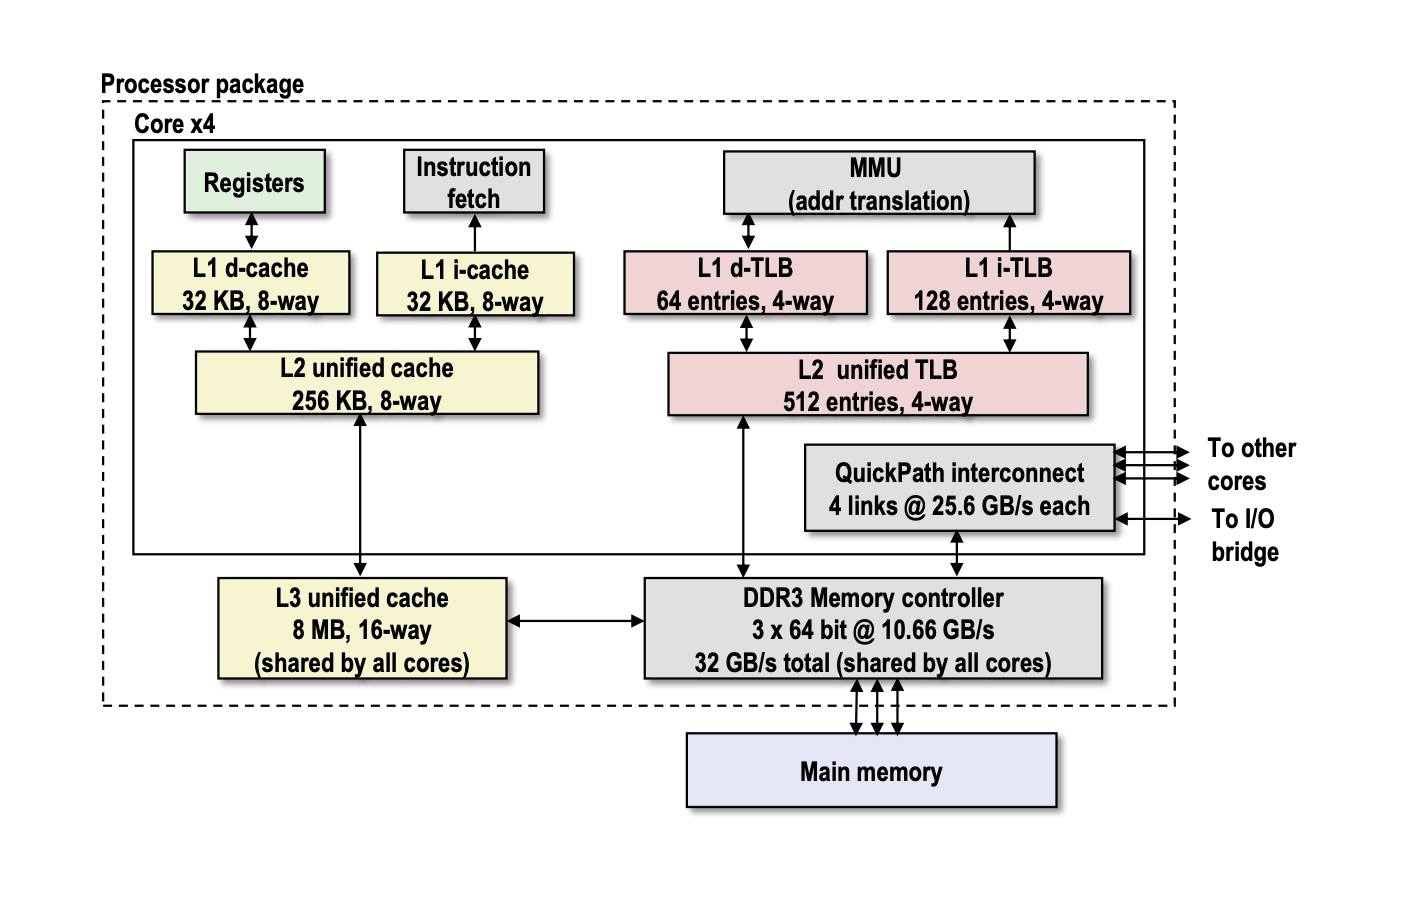 Processor package
Core x4
Registers
Instruction
fetch
MMU
(addr translation)
L1 d-cache
32 KB, 8-way
L1 i-cache
32 KB, 8-way
L1 d-TLB
64 entries, 4-way
L1 i-TLB
128 entries, 4-way
L2 unified cache
256 KB, 8-way
L2 unified TLB
512 entries, 4-way
QuickPath interconnect
4 links @ 25.6 GB/s each
To other
cores
To I/O
bridge
L3 unified cache
8 MB, 16-way
(shared by all cores)
DDR3 Memory controller
3 x 64 bit @ 10.66 GB/s
32 GB/s total (shared by all cores)
Main memory